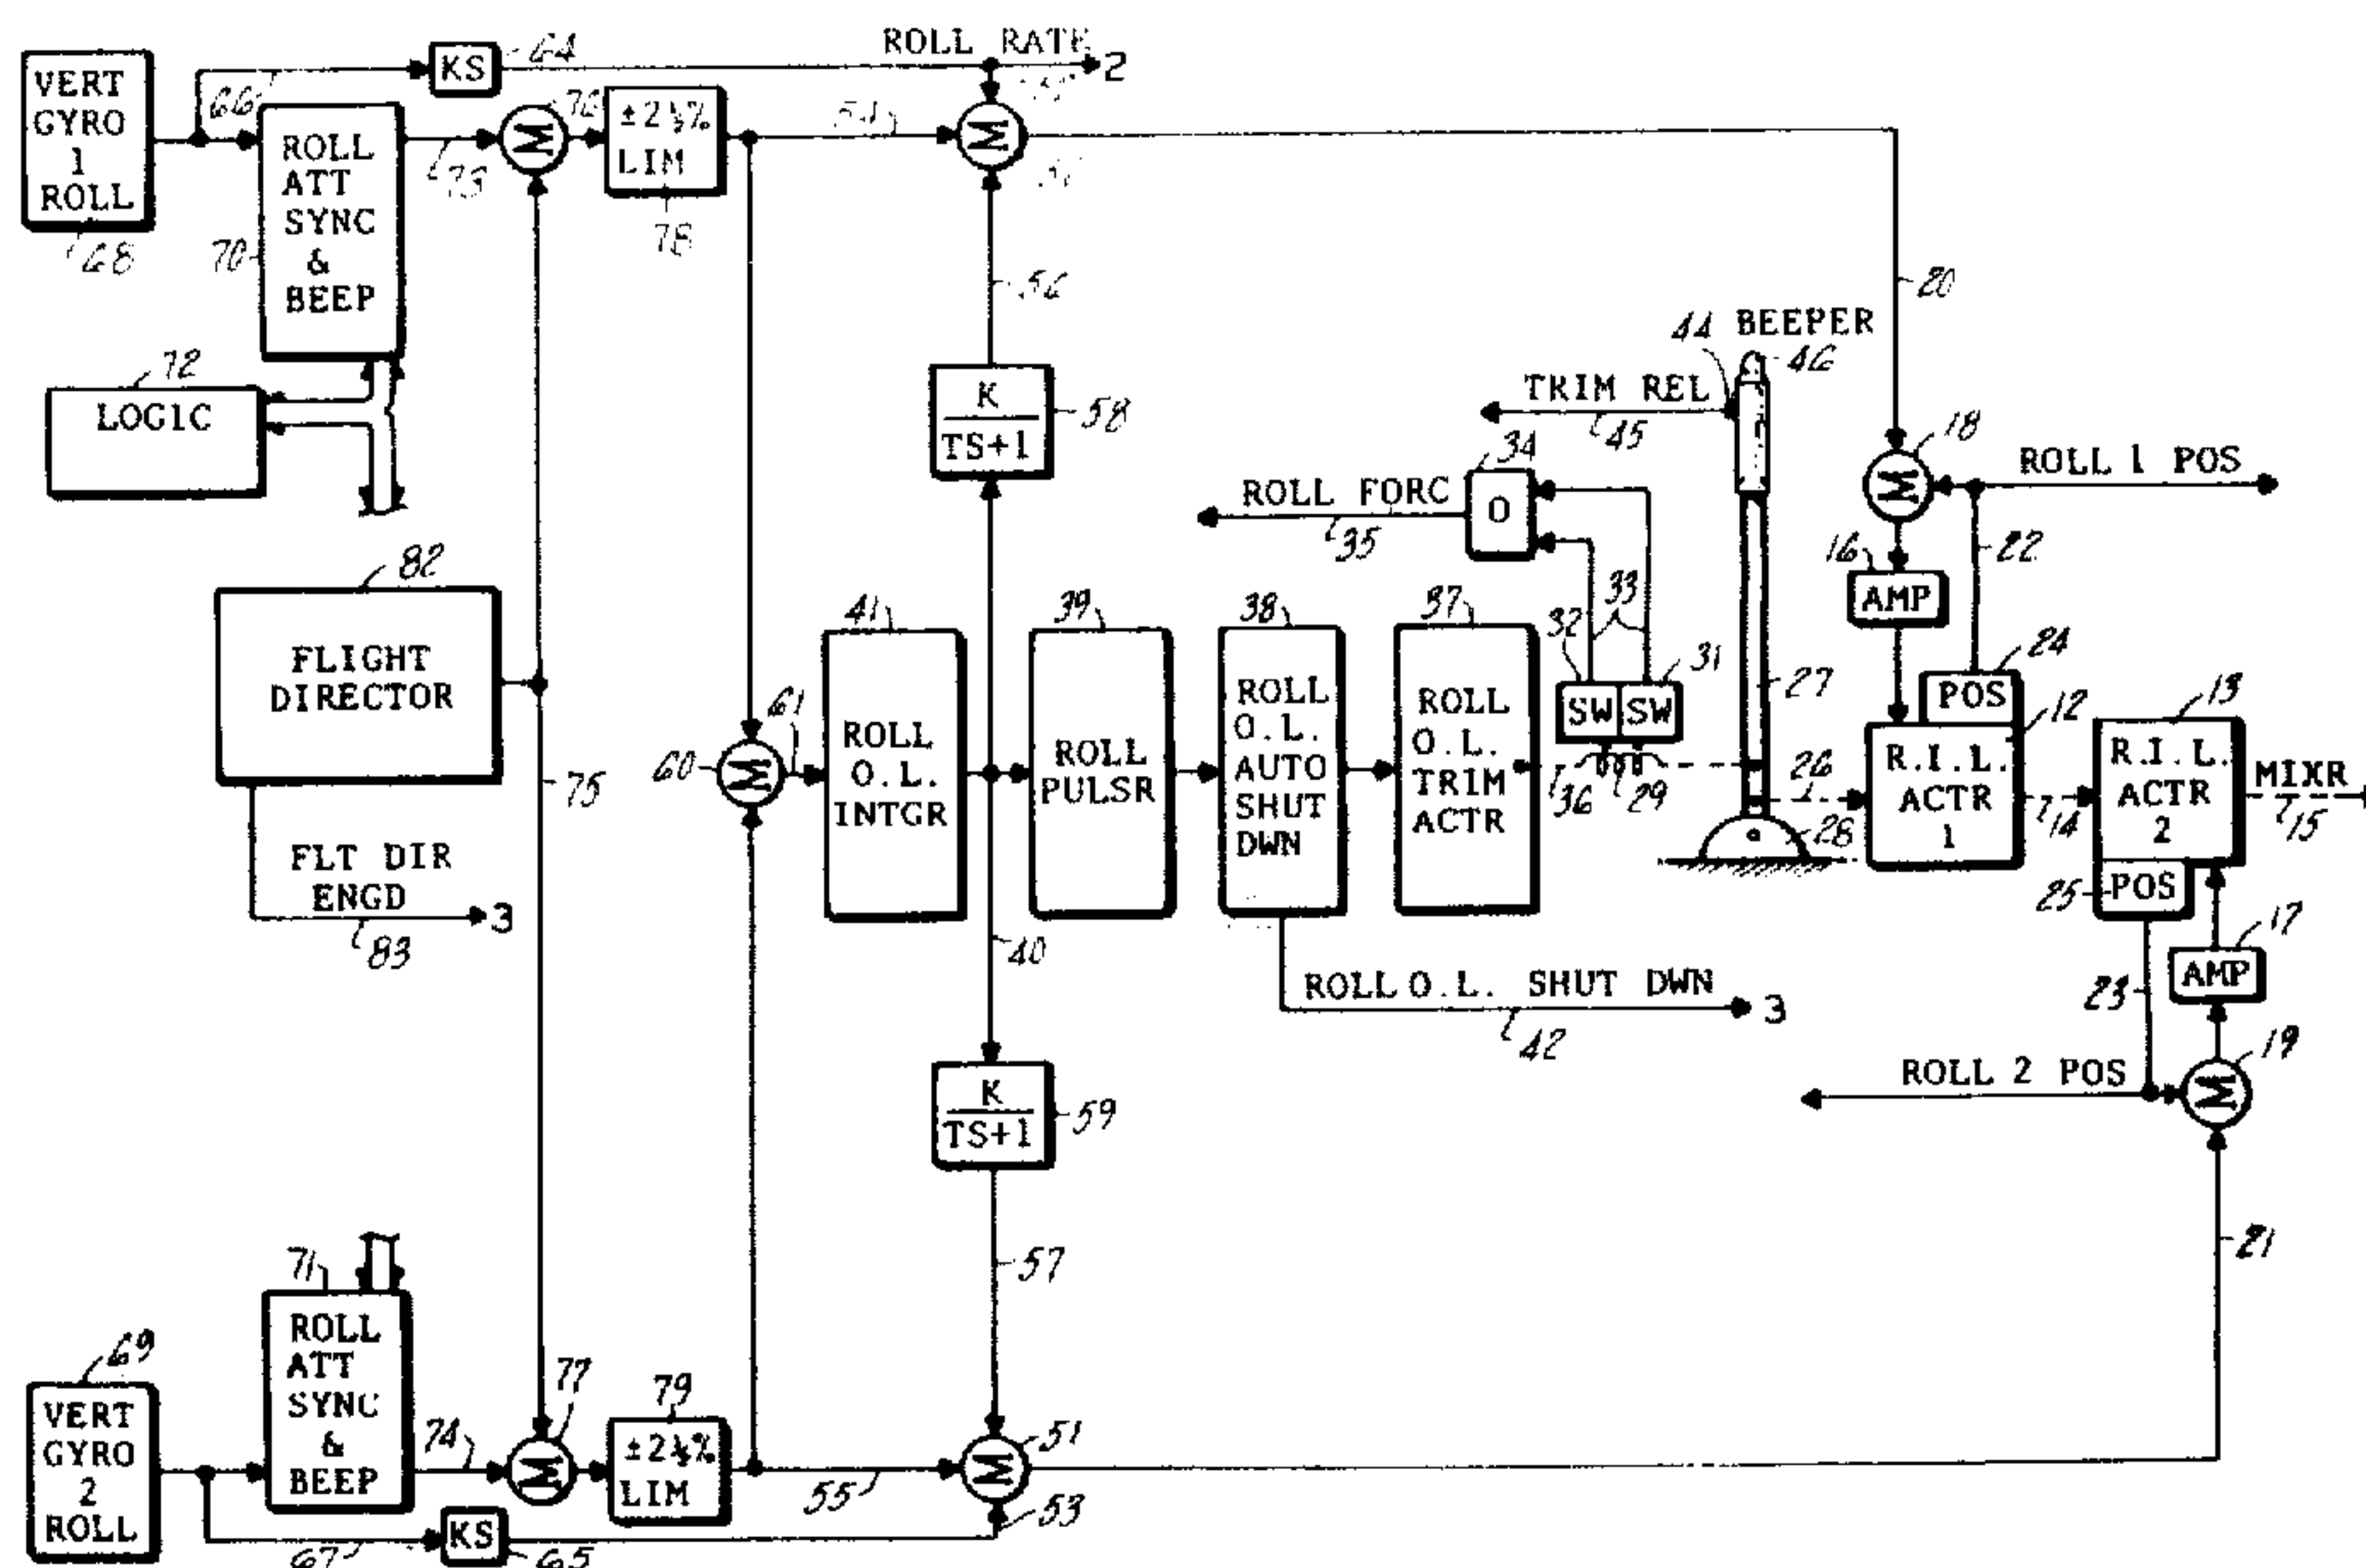 VERT
GYRO
1
ROLL
68
66
KS
64
ROLL RATE
2
70
ROLL
ATT
SYNC
&
BEEP
76
±2½%
LIM
78
54
56
K
TS+1
58
72
LOGIC
82
FLIGHT
DIRECTOR
75
FLT DIR
ENGD
3
83
60
61
41
ROLL
O.L.
INTGR
40
39
ROLL
PULSR
38
ROLL
O.L.
AUTO
SHUT
DWN
37
ROLL
O.L.
TRIM
ACTR
ROLL O.L. SHUT DWN
3
42
44 BEEPER
46
TRIM REL
45
34
O
ROLL FORC
35
33
32
31
SW
SW
36
29
27
26
28
20
18
ROLL 1 POS
22
16
AMP
24
POS
12
R.I.L.
ACTR
1
14
13
R.I.L.
ACTR
2
MIXR
15
25
POS
17
AMP
23
19
ROLL 2 POS
21
K
TS+1
59
57
71
ROLL
ATT
SYNC
&
BEEP
69
VERT
GYRO
2
ROLL
74
77
79
LIM
55
51
53
67
KS
65